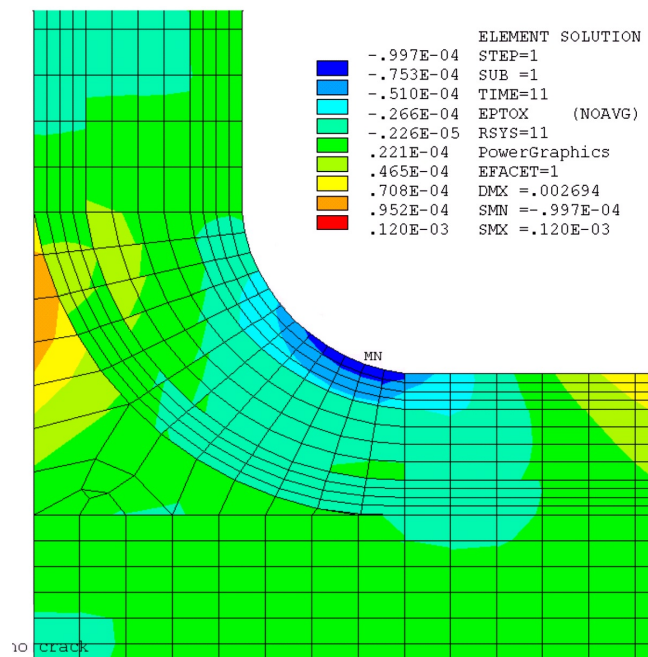 ELEMENT SOLUTION
-.997E-04 STEP=1
-.753E-04 SUB =1
-.510E-04 TIME=11
-.266E-04 EPTOX (NOAVG)
-.226E-05 RSYS=11
.221E-04 PowerGraphics
.465E-04 EFACET=1
.708E-04 DMX =.002694
.952E-04 SMN =-.997E-04
.120E-03 SMX =.120E-03
MN
no crack